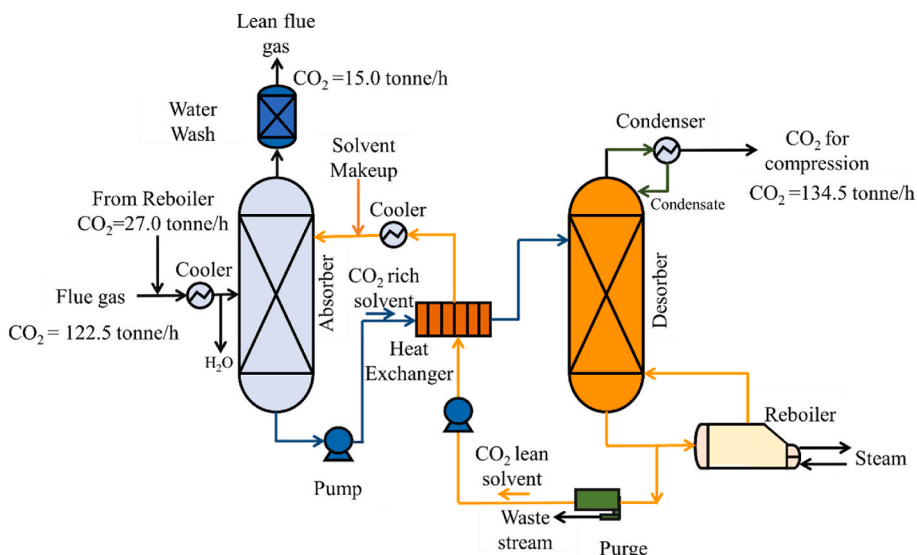 Lean flue
gas
CO₂ =15.0 tonne/h
Water
Wash
Solvent
Makeup
From Reboiler
CO₂=27.0 tonne/h
Cooler
Cooler
Flue gas
CO₂ = 122.5 tonne/h
H₂O
Absorber
CO₂ rich
solvent
Heat
Exchanger
Pump
Condenser
Condensate
CO₂ for
compression
CO₂ =134.5 tonne/h
Desorber
Reboiler
Steam
CO₂ lean
solvent
Waste
stream
Purge